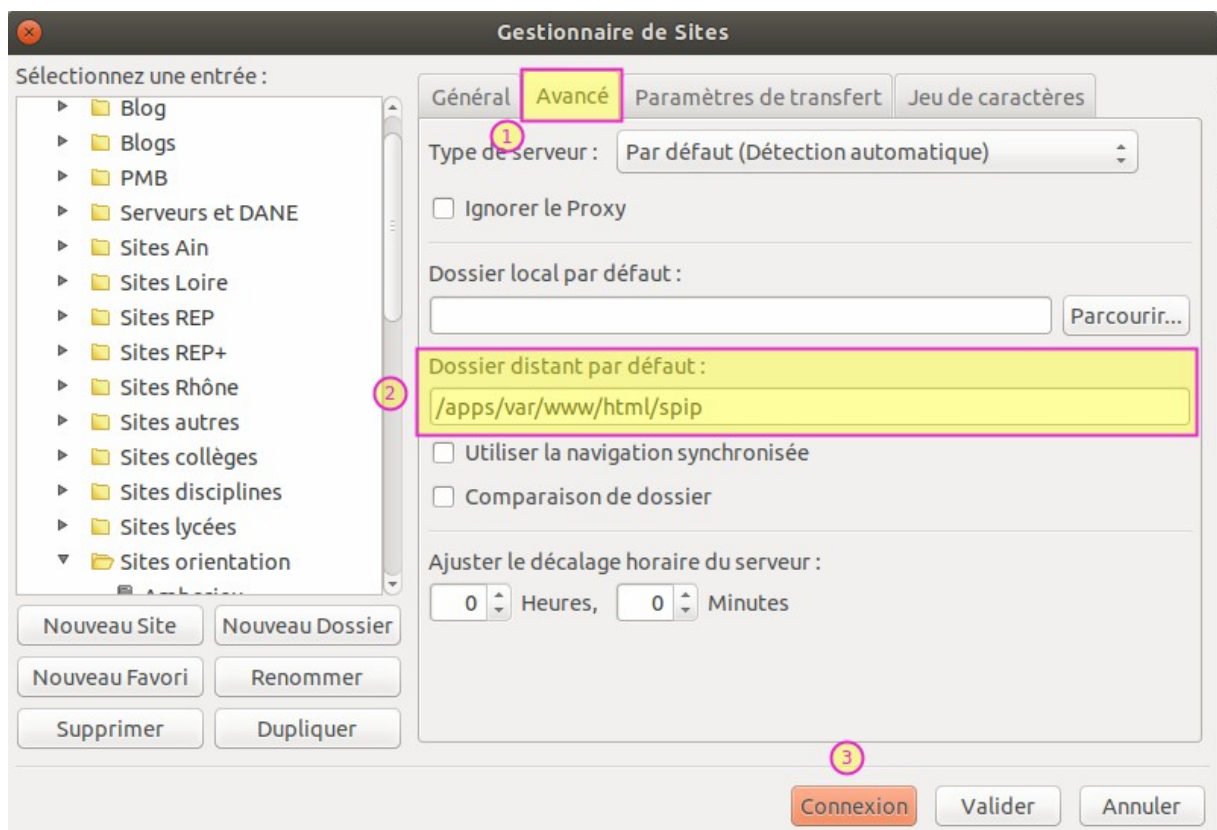 Gestionnaire de Sites
Sélectionnez une entrée :
Blog
Blogs
PMB
Serveurs et DANE
Sites Ain
Sites Loire
Sites REP
Sites REP+
Sites Rhône
Sites autres
Sites collèges
Sites disciplines
Sites lycées
Sites orientation
Nouveau Site Nouveau Dossier
Nouveau Favori Renommer
Supprimer Dupliquer
Général Avancé Paramètres de transfert Jeu de caractères
1
Type de serveur : Par défaut (Détection automatique)
Ignorer le Proxy
Dossier local par défaut :
Parcourir...
Dossier distant par défaut :
2
/apps/var/www/html/spip
Utiliser la navigation synchronisée
Comparaison de dossier
Ajuster le décalage horaire du serveur :
0 Heures, 0 Minutes
3
Connexion Valider Annuler